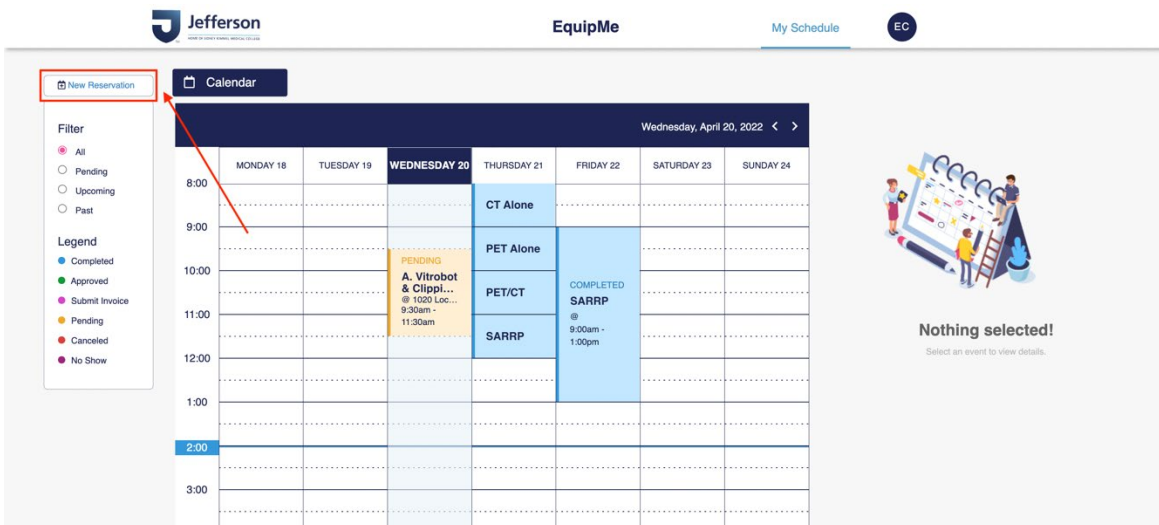 Jefferson
EquipMe
My Schedule
EC
New Reservation
Calendar
Filter
All
Pending
Upcoming
Past
Legend
Completed
Approved
Submit Invoice
Pending
Canceled
No Show
Wednesday, April 20, 2022 < >
MONDAY 18
TUESDAY 19
WEDNESDAY 20
THURSDAY 21
FRIDAY 22
SATURDAY 23
SUNDAY 24
8:00
9:00
10:00
11:00
12:00
1:00
2:00
3:00
PENDING
A. Vitrobot
& Clippi...
@ 1020 Loc...
9:30am -
11:30am
CT Alone
PET Alone
PET/CT
SARRP
COMPLETED
SARRP
@
9:00am -
1:00pm
Nothing selected!
Select an event to view details.